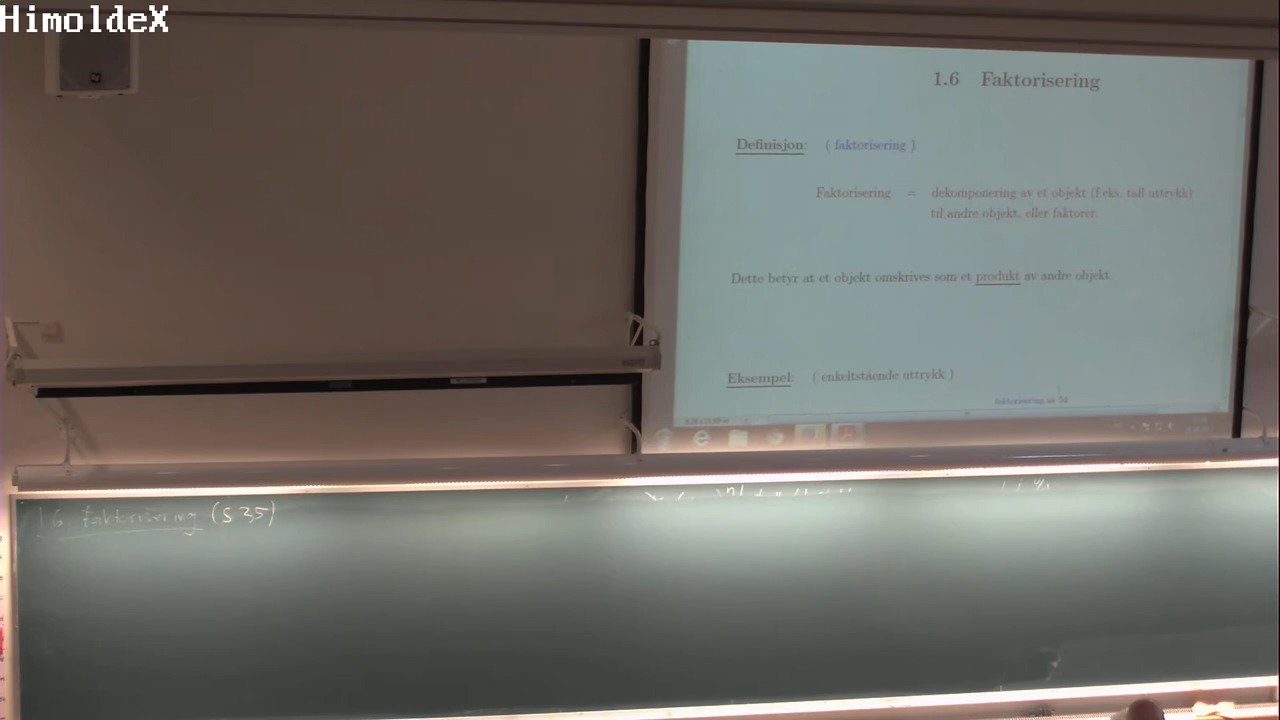 HimoldeX
1.6 Faktorisering
Definisjon: { faktorisering }
Faktorisering = dekomponering av et objekt (f.eks. tall uttrykk)
til andre objekt, eller faktorer.
Dette betyr at et objekt omskrives som et produkt av andre objekt.
Eksempel: ( enkeltstående uttrykk )
1.6 faktorisering (s 35)